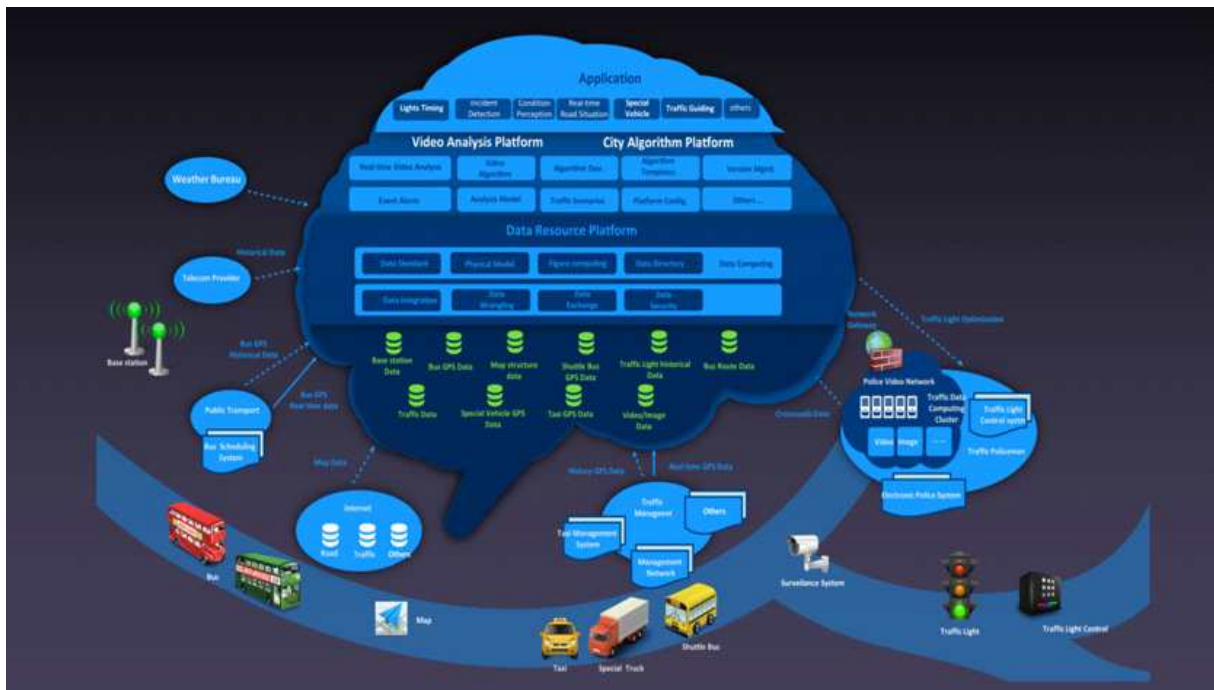 Application
Lights Timing
Incident
Detection
Condition
Perception
Real-time
Road Situation
Special
Vehicle
Traffic Guiding
others
Video Analysis Platform
City Algorithm Platform
Real-time Video Analysis
Video
Algorithm
Algorithm Dev.
Algorithm
Templates
Version Mgmt
Event Alarm
Analysis Model
Traffic Scenarios
Platform Config.
Others ...
Weather Bureau
Data Resource Platform
Historical Data
Data Standard
Physical Model
Figure computing
Data Directory
Data Computing
Telecom Provider
Data Integration
Data
Wrangling
Data
Exchange
Data
Security
Base station
Bus GPS
Historical Data
Base station
Data
Bus GPS Data
Map structure
data
Shuttle Bus
GPS Data
Traffic Light historical
Data
Bus Route Data
Network
Gateway
Traffic Light Optimization
Police Video Network
Public Transport
Bus Scheduling
System
Bus GPS
Real-time data
Traffic Data
Special Vehicle GPS
Data
Taxi GPS Data
Video/Image
Data
Crossroads Data
Traffic Data
Computing
Cluster
Traffic Light
Control systm
Video
Image
... ...
Traffic Policeman
Map Data
History GPS Data
Real-time GPS Data
Electronic Police System
Internet
Road
Traffic
Others
Traffic
Management
Others
Taxi Management
System
Management
Network
Bus
Map
Taxi
Special Truck
Shuttle Bus
Surveilance System
Traffic Light
Traffic Light Control